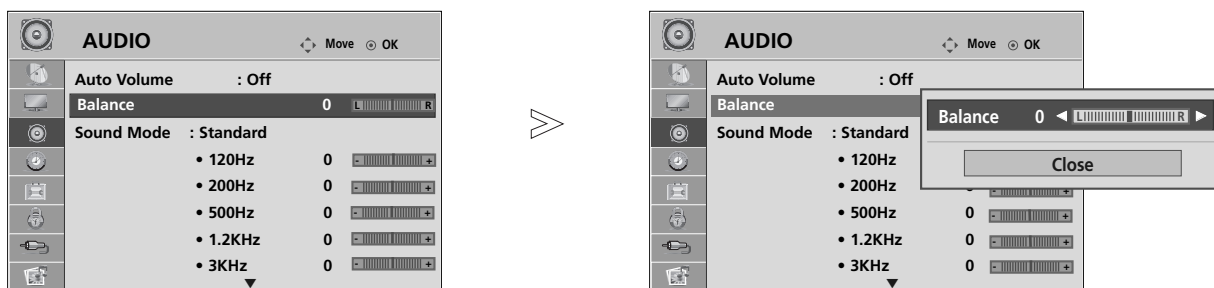 AUDIO Move OK
Auto Volume : Off
Balance 0 L R
Sound Mode : Standard
• 120Hz 0 - +
• 200Hz 0 - +
• 500Hz 0 - +
• 1.2KHz 0 - +
• 3KHz 0 - +
AUDIO Move OK
Auto Volume : Off
Balance
Sound Mode : Standard
• 120Hz
• 200Hz - +
• 500Hz 0 - +
• 1.2KHz 0 - +
• 3KHz 0 - +
Balance 0 L R
Close